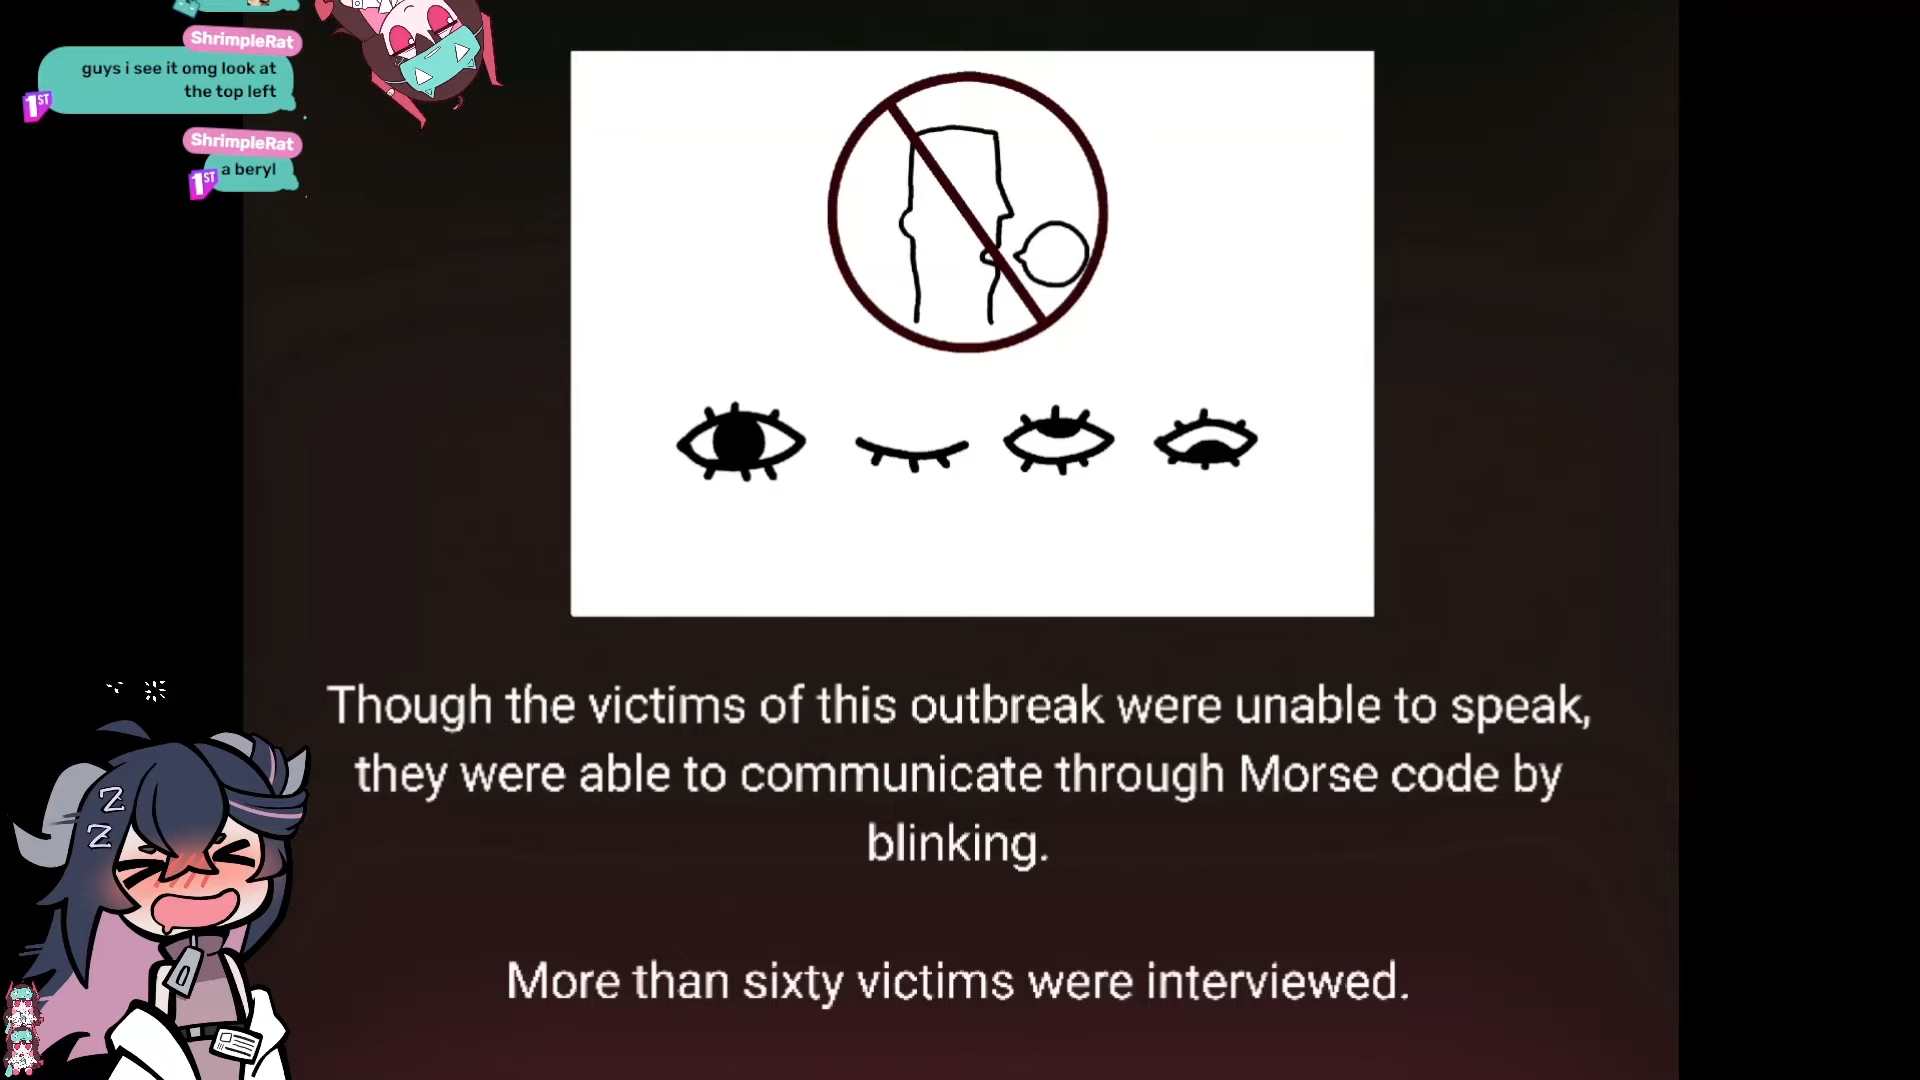 ShrimpleRat
guys i see it omg look at
the top left
1ST
ShrimpleRat
a beryl
1ST
Though the victims of this outbreak were unable to speak,
they were able to communicate through Morse code by
blinking.
More than sixty victims were interviewed.
Z
Z